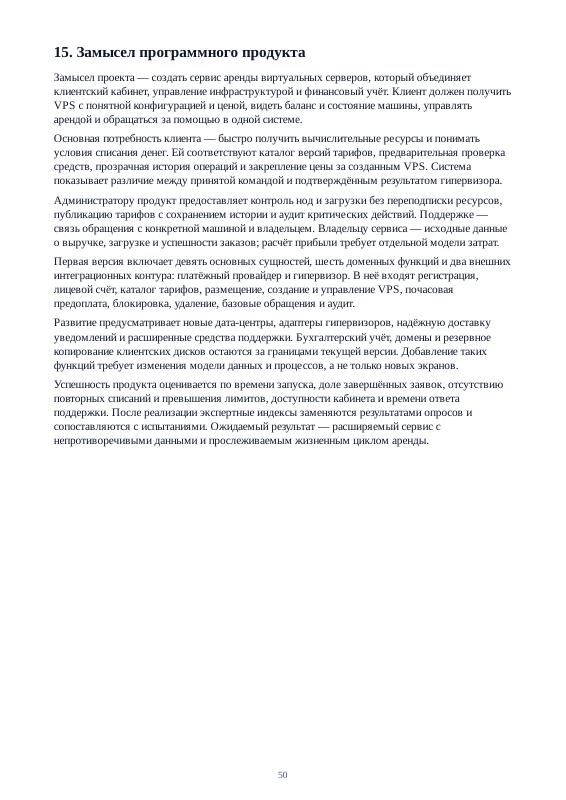 15. Замысел программного продукта
Замысел проекта — создать сервис аренды виртуальных серверов, который объединяет
клиентский кабинет, управление инфраструктурой и финансовый учёт. Клиент должен получить
VPS с понятной конфигурацией и ценой, видеть баланс и состояние машины, управлять
арендой и обращаться за помощью в одной системе.
Основная потребность клиента — быстро получить вычислительные ресурсы и понимать
условия списания денег. Ей соответствуют каталог версий тарифов, предварительная проверка
средств, прозрачная история операций и закрепление цены за созданным VPS. Система
показывает различие между принятой командой и подтверждённым результатом гипервизора.
Администратору продукт предоставляет контроль нод и загрузки без переподписки ресурсов,
публикацию тарифов с сохранением истории и аудит критических действий. Поддержке —
связь обращения с конкретной машиной и владельцем. Владельцу сервиса — исходные данные
о выручке, загрузке и успешности заказов; расчёт прибыли требует отдельной модели затрат.
Первая версия включает девять основных сущностей, шесть доменных функций и два внешних
интеграционных контура: платёжный провайдер и гипервизор. В неё входят регистрация,
лицевой счёт, каталог тарифов, размещение, создание и управление VPS, почасовая
предоплата, блокировка, удаление, базовые обращения и аудит.
Развитие предусматривает новые дата-центры, адаптеры гипервизоров, надёжную доставку
уведомлений и расширенные средства поддержки. Бухгалтерский учёт, домены и резервное
копирование клиентских дисков остаются за границами текущей версии. Добавление таких
функций требует изменения модели данных и процессов, а не только новых экранов.
Успешность продукта оценивается по времени запуска, доле завершённых заявок, отсутствию
повторных списаний и превышения лимитов, доступности кабинета и времени ответа
поддержки. После реализации экспертные индексы заменяются результатами опросов и
сопоставляются с испытаниями. Ожидаемый результат — расширяемый сервис с
непротиворечивыми данными и прослеживаемым жизненным циклом аренды.
50